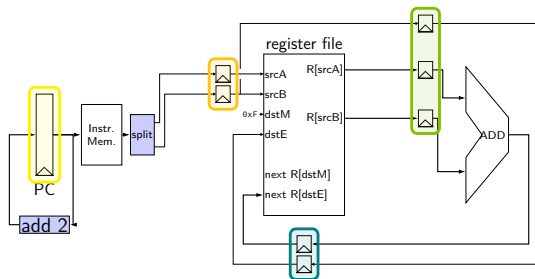 register file
srcA
R[srcA]
srcB
0xF
dstM
R[srcB]
dstE
next R[dstM]
next R[dstE]
Instr.
Mem.
split
ADD
PC
add 2